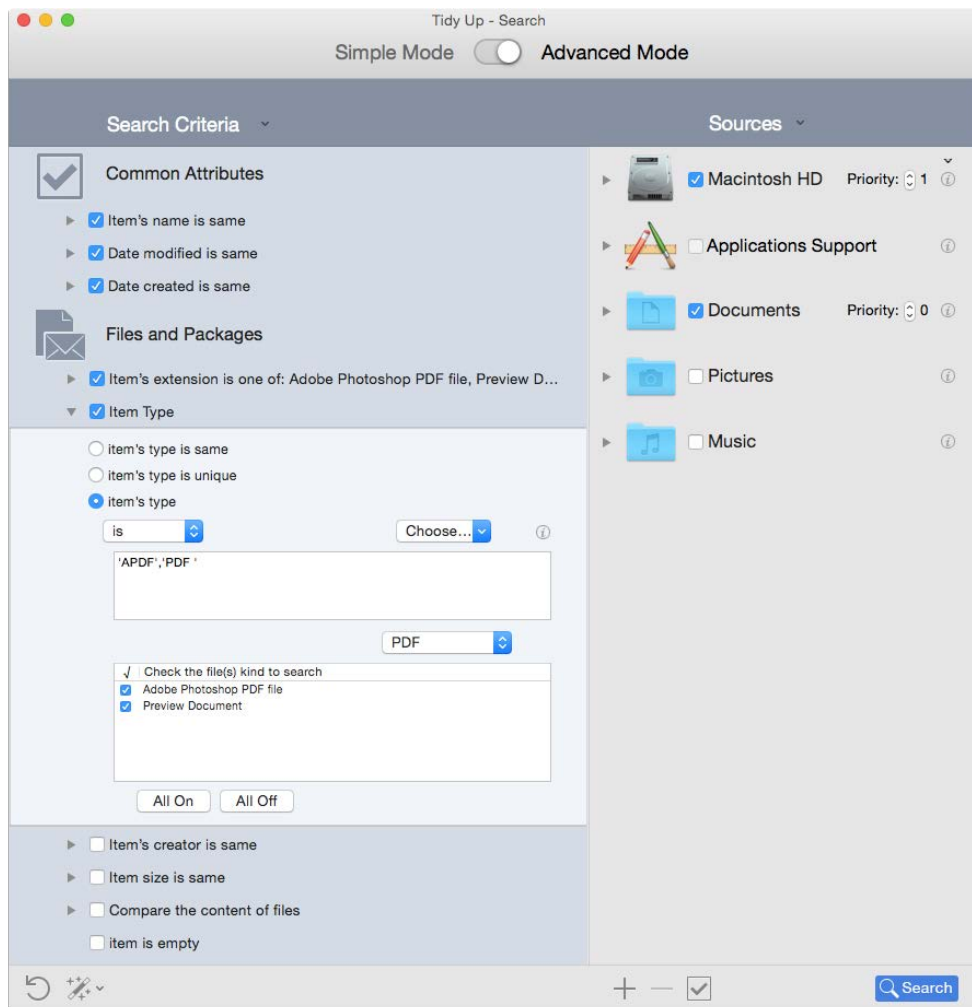 Tidy Up - Search
Simple Mode Advanced Mode
Search Criteria
Common Attributes
Item's name is same
Date modified is same
Date created is same
Files and Packages
Item's extension is one of: Adobe Photoshop PDF file, Preview D...
Item Type
item's type is same
item's type is unique
item's type
is Choose...
'APDF','PDF '
PDF
√ Check the file(s) kind to search
Adobe Photoshop PDF file
Preview Document
All On All Off
Item's creator is same
Item size is same
Compare the content of files
item is empty
Sources
Macintosh HD Priority: 1
Applications Support
Documents Priority: 0
Pictures
Music
Search